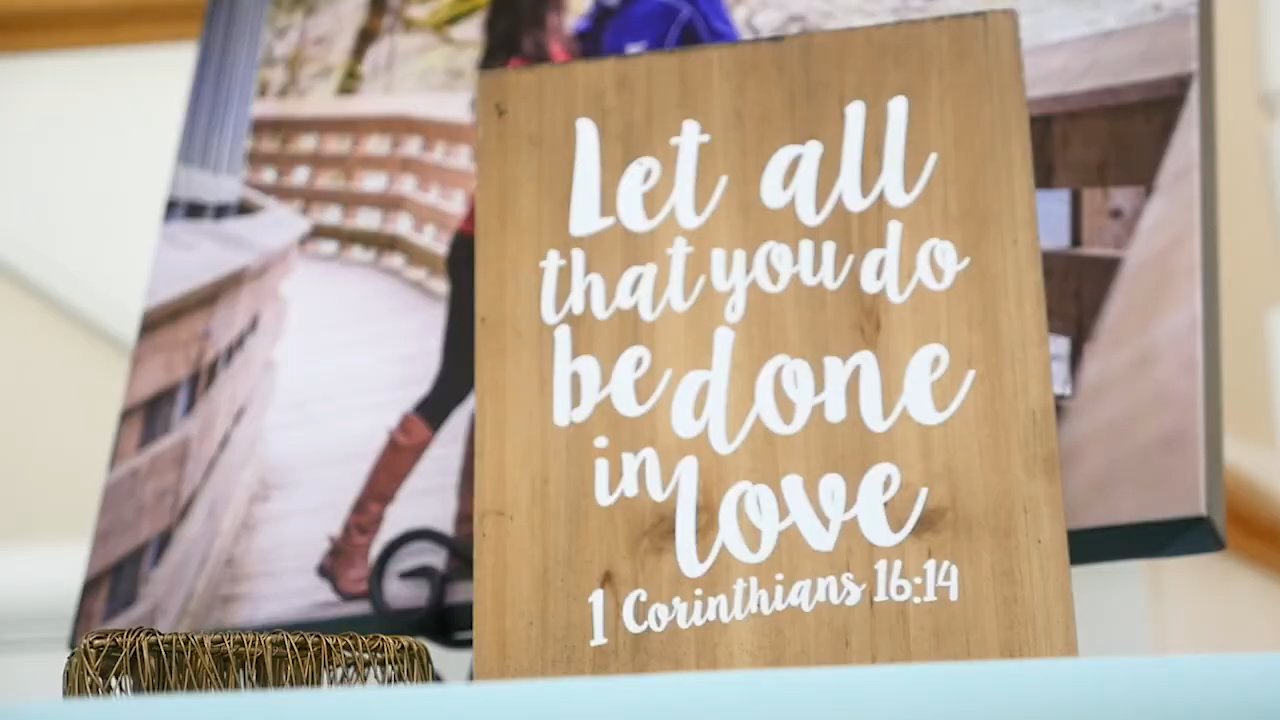 Let all
that you do
be done
in love
1 Corinthians 16:14